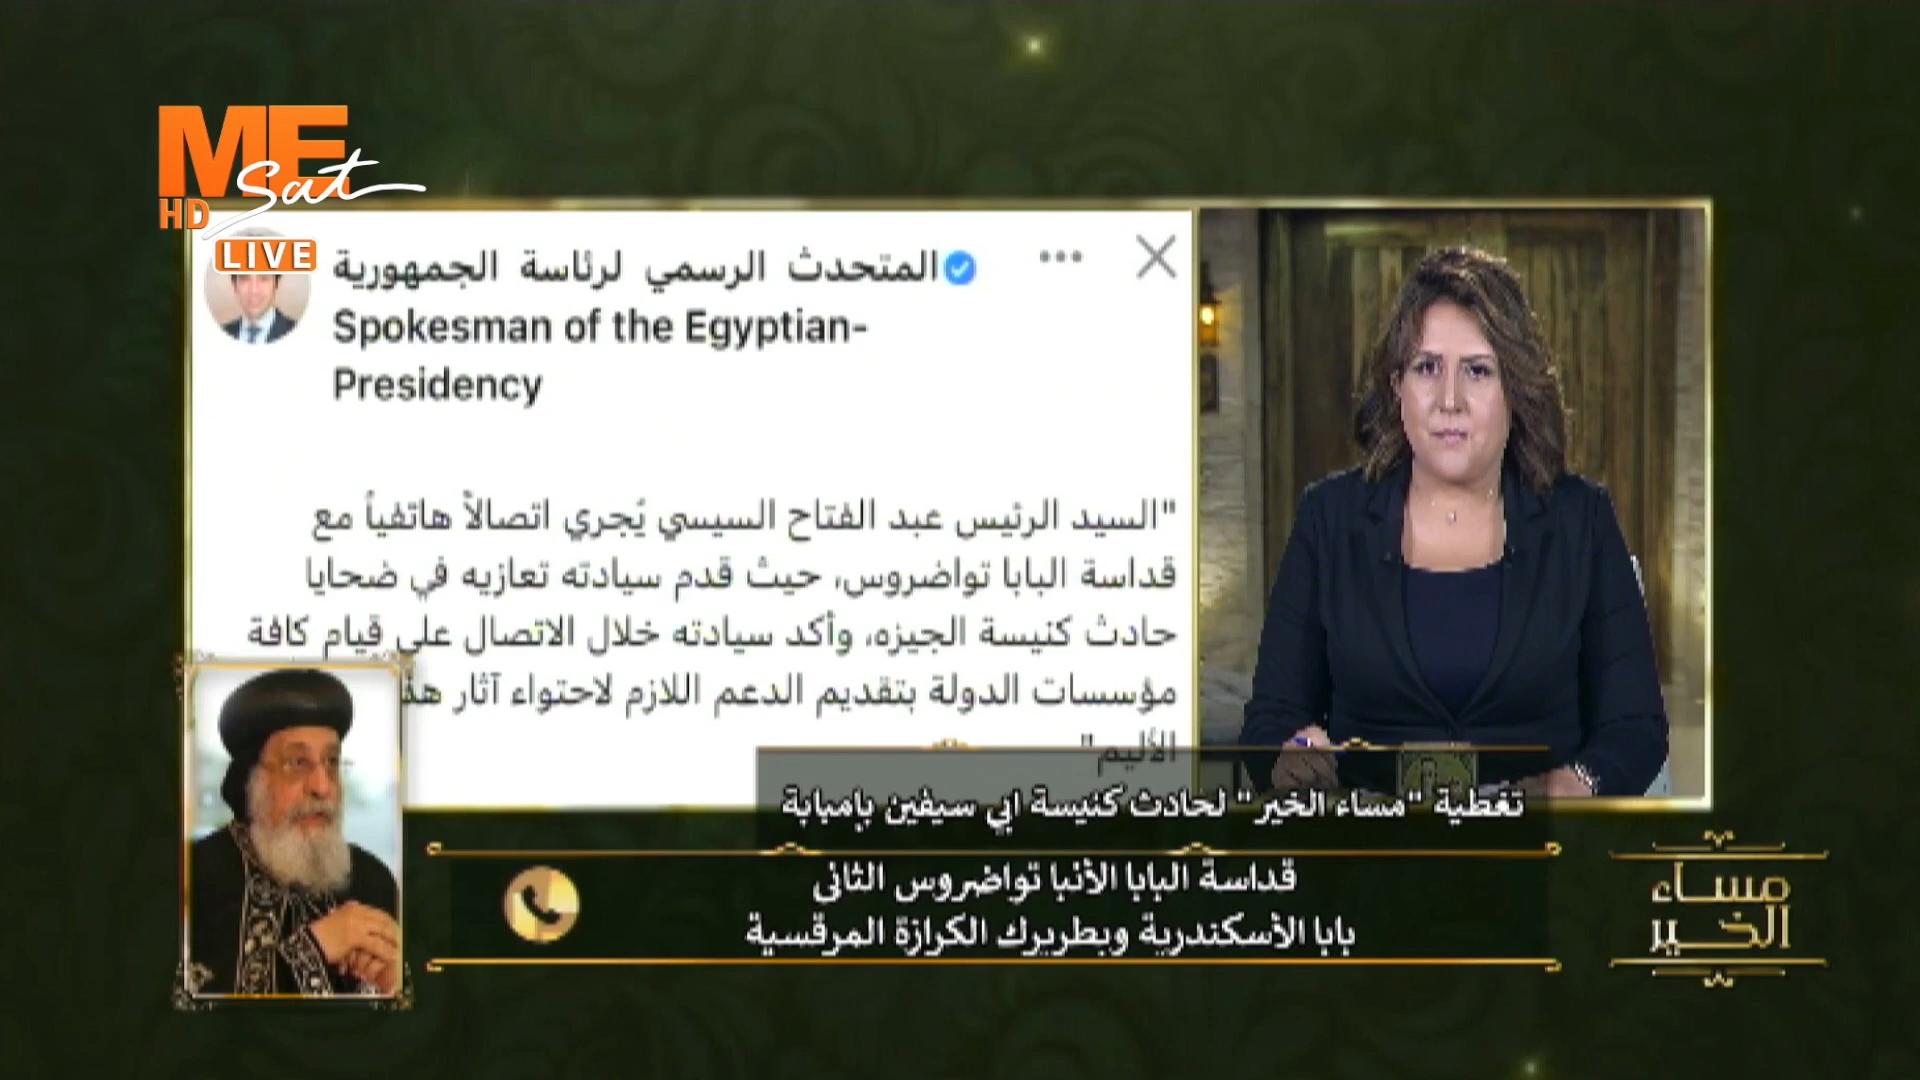 ME
Sat
HD
LIVE
المتحدث الرسمي لرئاسة الجمهورية
Spokesman of the Egyptian-
Presidency
"السيد الرئيس عبد الفتاح السيسي يُجري اتصالاً هاتفياً مع
قداسة البابا تواضروس، حيث قدم سيادته تعازيه في ضحايا
حادث كنيسة الجيزه، وأكد سيادته خلال الاتصال على قيام كافة
مؤسسات الدولة بتقديم الدعم اللازم لاحتواء آثار
الأليم"
تغطية "مساء الخير" لحادث كنيسة ابي سيفين بإمبابة
قداسة البابا الأنبا تواضروس الثانى
بابا الأسكندرية وبطريرك الكرازة المرقسية
مساء
الخير